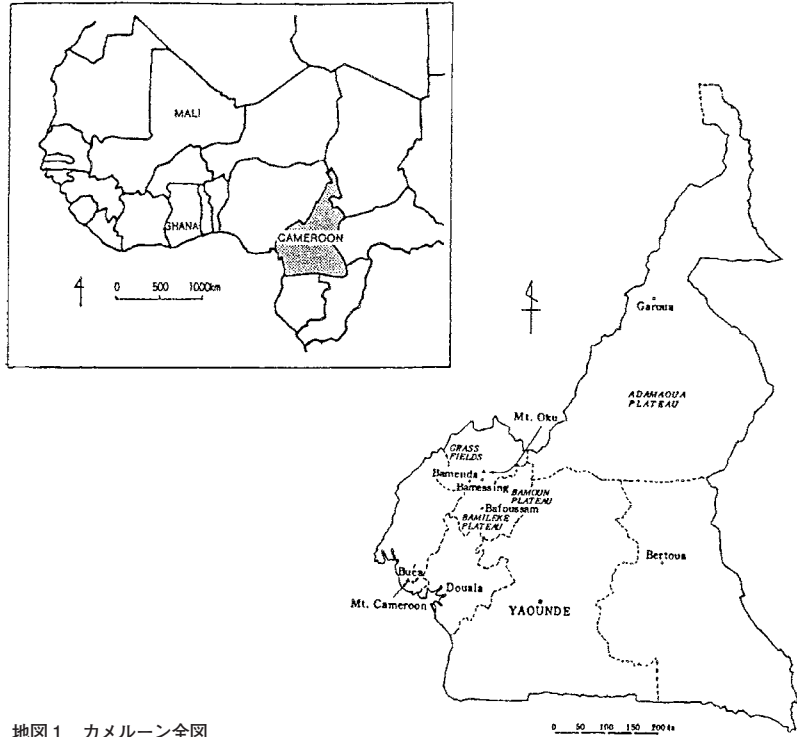 MALI
GHANA
CAMEROON
0 500 1000km
Garoua
ADAMAOUA
PLATEAU
Mt. Oku
GRASS
FIELDS
Bamenda
Bamessing
BAMOUN
PLATEAU
Bafoussam
BAMILEKE
PLATEAU
Bertoua
Buea
Douala
Mt. Cameroon
YAOUNDE
地図1 カメルーン全図
0 50 100 150 200km